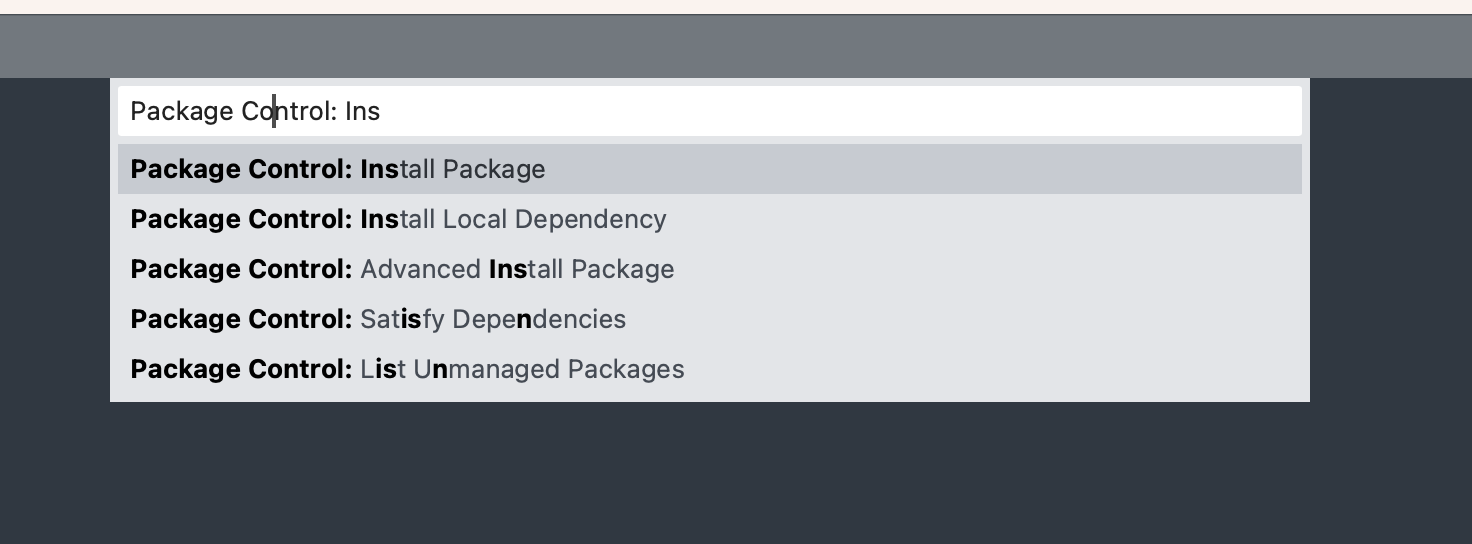 Package Control: Ins
Package Control: Install Package
Package Control: Install Local Dependency
Package Control: Advanced Install Package
Package Control: Satisfy Dependencies
Package Control: List Unmanaged Packages